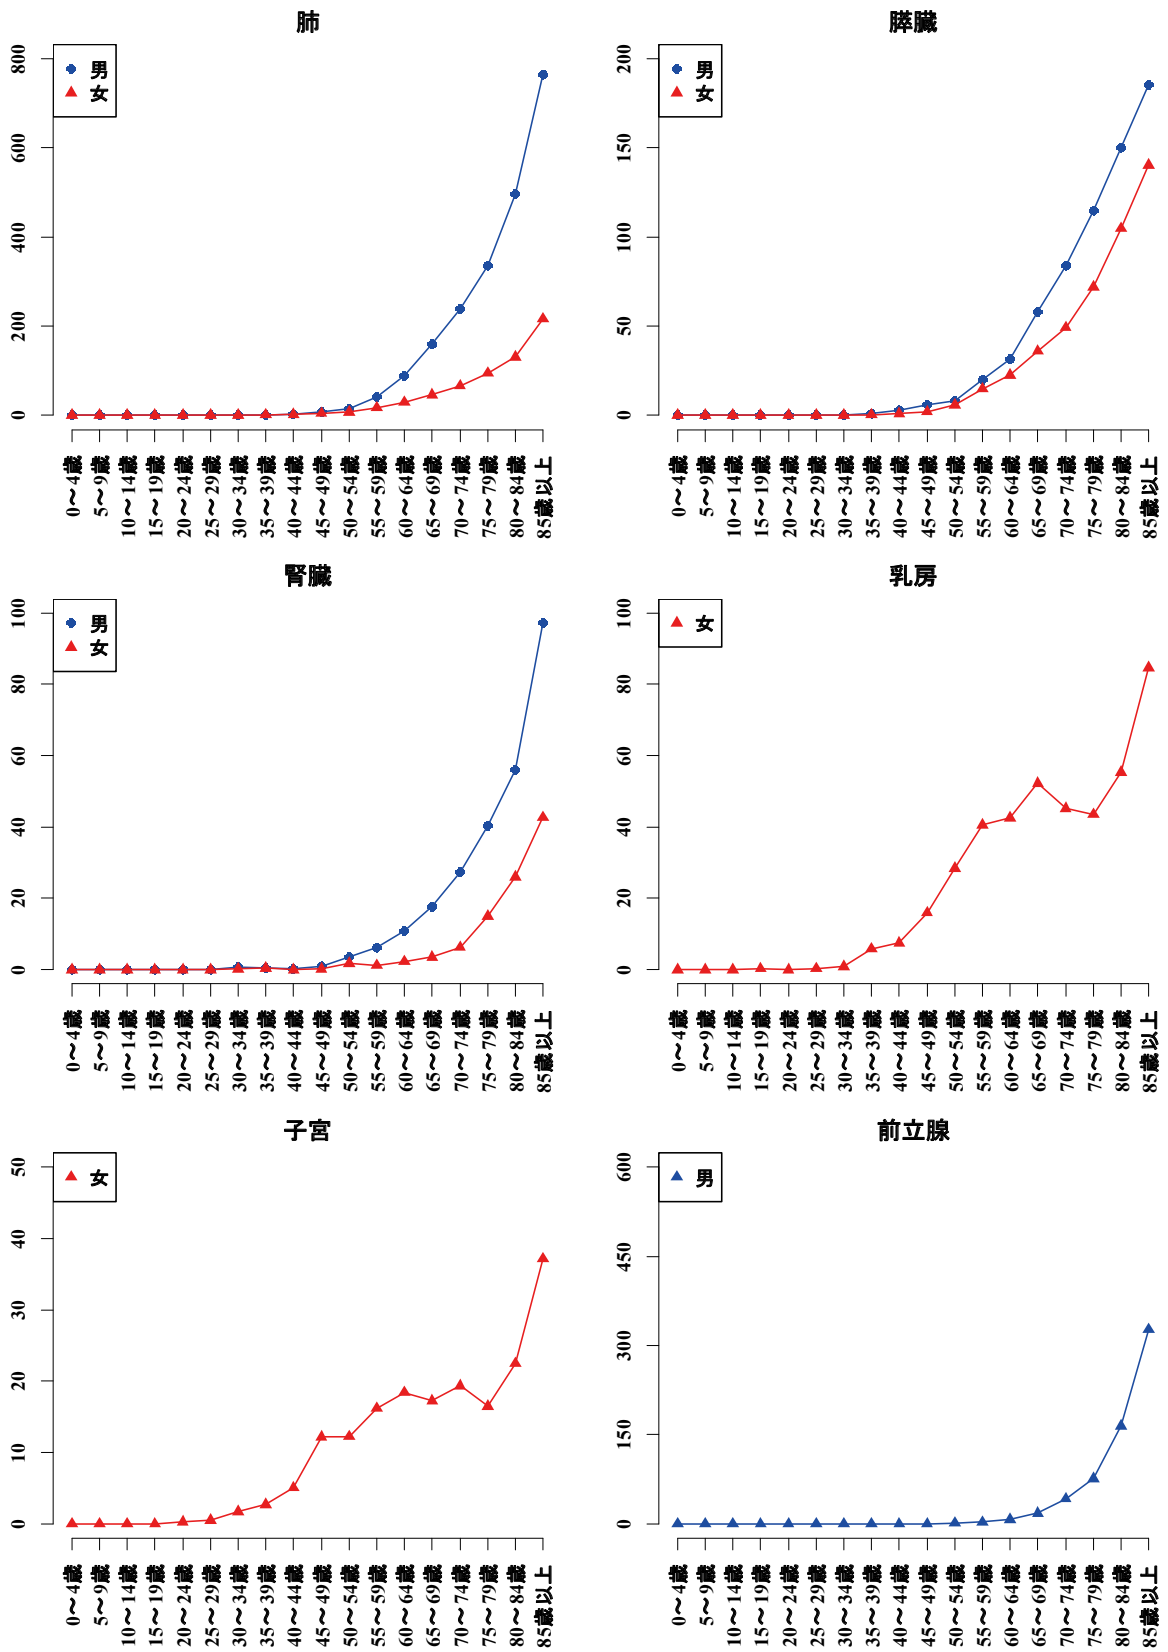 肺
男
女
800
600
400
200
0
0〜4歳
5〜9歳
10〜14歳
15〜19歳
20〜24歳
25〜29歳
30〜34歳
35〜39歳
40〜44歳
45〜49歳
50〜54歳
55〜59歳
60〜64歳
65〜69歳
70〜74歳
75〜79歳
80〜84歳
85歳以上
膵臓
男
女
200
150
100
50
0
0〜4歳
5〜9歳
10〜14歳
15〜19歳
20〜24歳
25〜29歳
30〜34歳
35〜39歳
40〜44歳
45〜49歳
50〜54歳
55〜59歳
60〜64歳
65〜69歳
70〜74歳
75〜79歳
80〜84歳
85歳以上
腎臓
男
女
100
80
60
40
20
0
0〜4歳
5〜9歳
10〜14歳
15〜19歳
20〜24歳
25〜29歳
30〜34歳
35〜39歳
40〜44歳
45〜49歳
50〜54歳
55〜59歳
60〜64歳
65〜69歳
70〜74歳
75〜79歳
80〜84歳
85歳以上
乳房
女
100
80
60
40
20
0
0〜4歳
5〜9歳
10〜14歳
15〜19歳
20〜24歳
25〜29歳
30〜34歳
35〜39歳
40〜44歳
45〜49歳
50〜54歳
55〜59歳
60〜64歳
65〜69歳
70〜74歳
75〜79歳
80〜84歳
85歳以上
子宮
女
50
40
30
20
10
0
0〜4歳
5〜9歳
10〜14歳
15〜19歳
20〜24歳
25〜29歳
30〜34歳
35〜39歳
40〜44歳
45〜49歳
50〜54歳
55〜59歳
60〜64歳
65〜69歳
70〜74歳
75〜79歳
80〜84歳
85歳以上
前立腺
男
600
450
300
150
0
0〜4歳
5〜9歳
10〜14歳
15〜19歳
20〜24歳
25〜29歳
30〜34歳
35〜39歳
40〜44歳
45〜49歳
50〜54歳
55〜59歳
60〜64歳
65〜69歳
70〜74歳
75〜79歳
80〜84歳
85歳以上